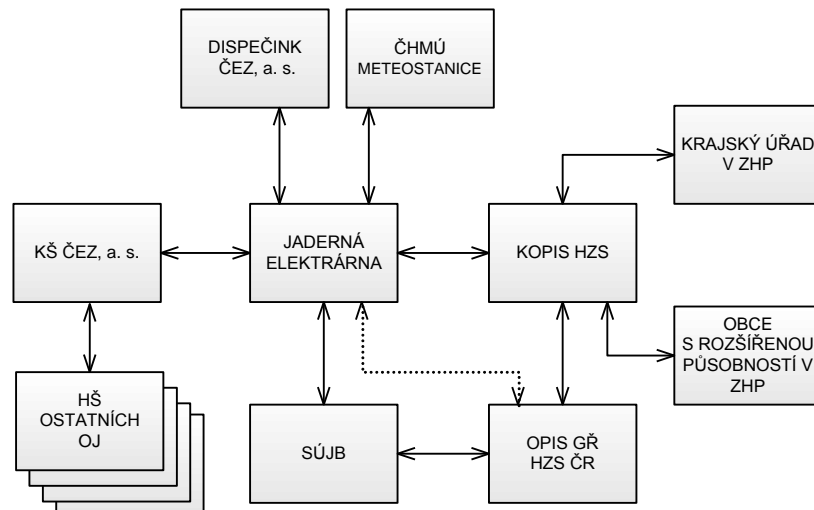 DISPEČINK
ČEZ, a. s.
ČHMÚ
METEOSTANICE
KRAJSKÝ ÚŘAD
V ZHP
KŠ ČEZ, a. s.
JADERNÁ
ELEKTRÁRNA
KOPIS HZS
OBCE
S ROZŠÍŘENOU
PŮSOBNOSTÍ V
ZHP
HŠ
OSTATNÍCH
OJ
SÚJB
OPIS GŘ
HZS ČR